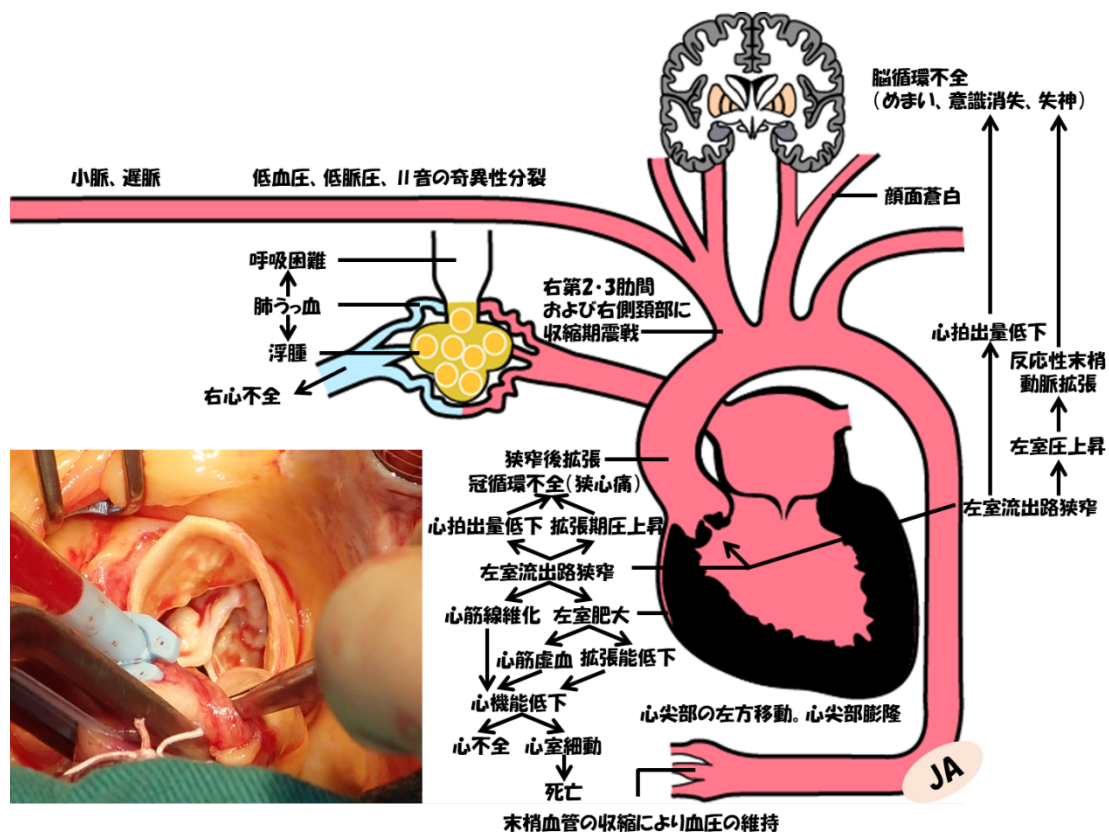 脳循環不全
(めまい、意識消失、失神)
小脈、遅脈
低血圧、低脈圧、II音の奇異性分裂
顔面蒼白
呼吸困難
肺うっ血
浮腫
右心不全
右第2・3肋間
および右側頚部に
収縮期震戦
心拍出量低下
反応性末梢
動脈拡張
左室圧上昇
左室流出路狭窄
狭窄後拡張
冠循環不全(狭心痛)
心拍出量低下
拡張期圧上昇
左室流出路狭窄
心筋線維化
左室肥大
心筋虚血
拡張能低下
心機能低下
心不全
心室細動
死亡
心尖部の左方移動。心尖部膨隆
JA
末梢血管の収縮により血圧の維持